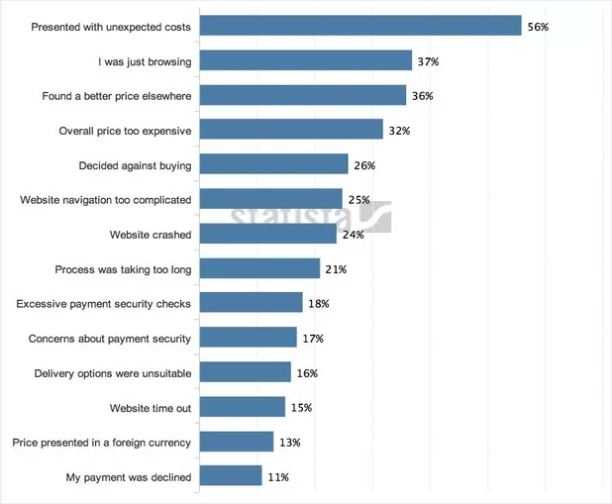 Presented with unexpected costs 56%
I was just browsing 37%
Found a better price elsewhere 36%
Overall price too expensive 32%
Decided against buying 26%
Website navigation too complicated 25%
statista
Website crashed 24%
Process was taking too long 21%
Excessive payment security checks 18%
Concerns about payment security 17%
Delivery options were unsuitable 16%
Website time out 15%
Price presented in a foreign currency 13%
My payment was declined 11%